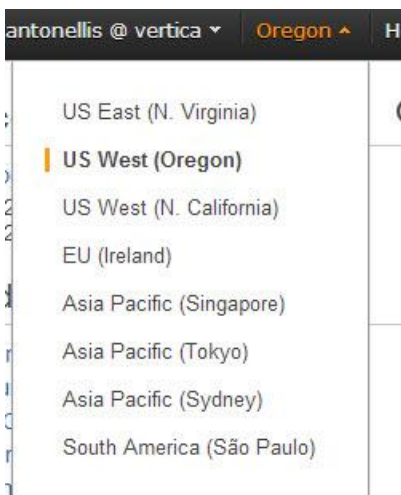 antonellis @ vertica Oregon H
US East (N. Virginia)
US West (Oregon)
US West (N. California)
EU (Ireland)
Asia Pacific (Singapore)
Asia Pacific (Tokyo)
Asia Pacific (Sydney)
South America (São Paulo)